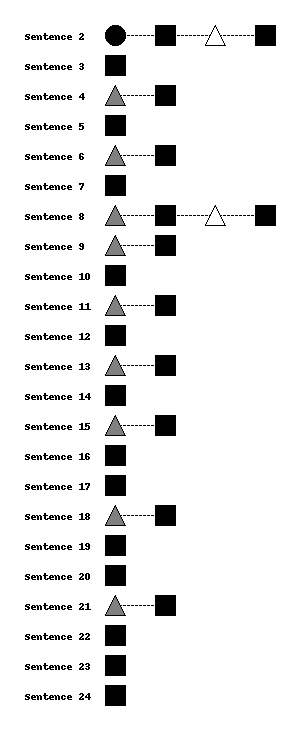 Sentence 2
Sentence 3
Sentence 4
Sentence 5
Sentence 6
Sentence 7
Sentence 8
Sentence 9
Sentence 10
Sentence 11
Sentence 12
Sentence 13
Sentence 14
Sentence 15
Sentence 16
Sentence 17
Sentence 18
Sentence 19
Sentence 20
Sentence 21
Sentence 22
Sentence 23
Sentence 24